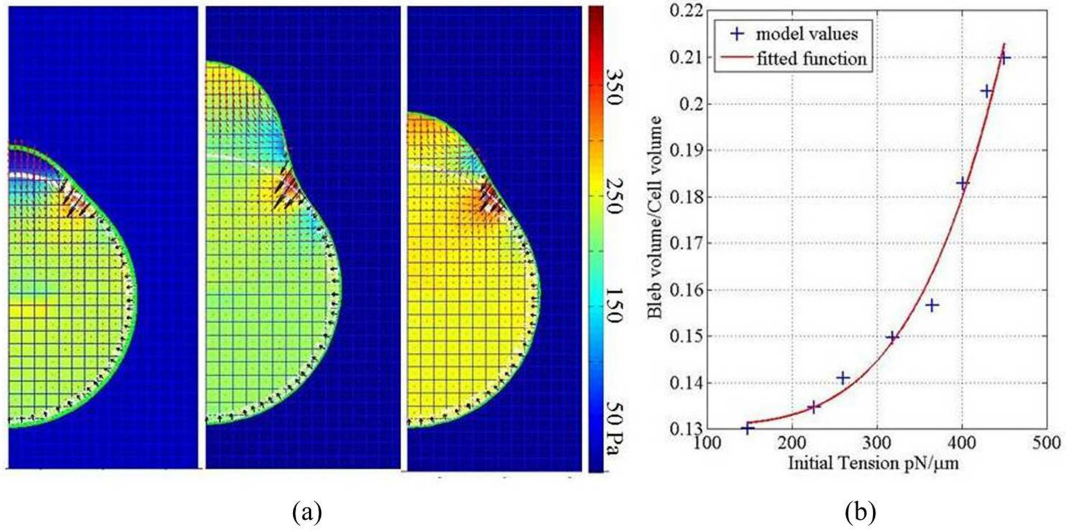 350
250
150
50 Pa
(a)
0.22
0.21
0.2
0.19
0.18
0.17
0.16
0.15
0.14
0.13
model values
fitted function
Bleb volume/Cell volume
100
200
300
400
500
Initial Tension pN/μm
(b)